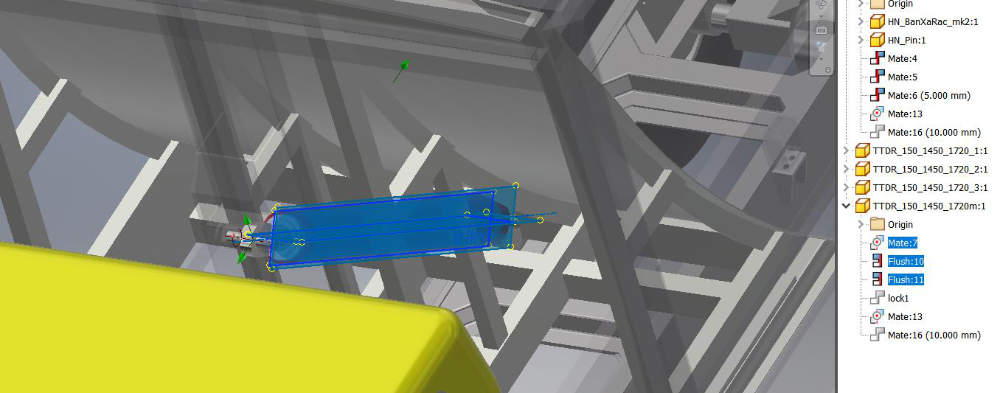 Origin
HN_BanXaRac_mk2:1
HN_Pin:1
Mate:4
Mate:5
Mate:6 (5.000 mm)
Mate:13
Mate:16 (10.000 mm)
TTDR_150_1450_1720_1:1
TTDR_150_1450_1720_2:1
TTDR_150_1450_1720_3:1
TTDR_150_1450_1720m:1
Origin
Mate:7
Flush:10
Flush:11
lock1
Mate:13
Mate:16 (10.000 mm)